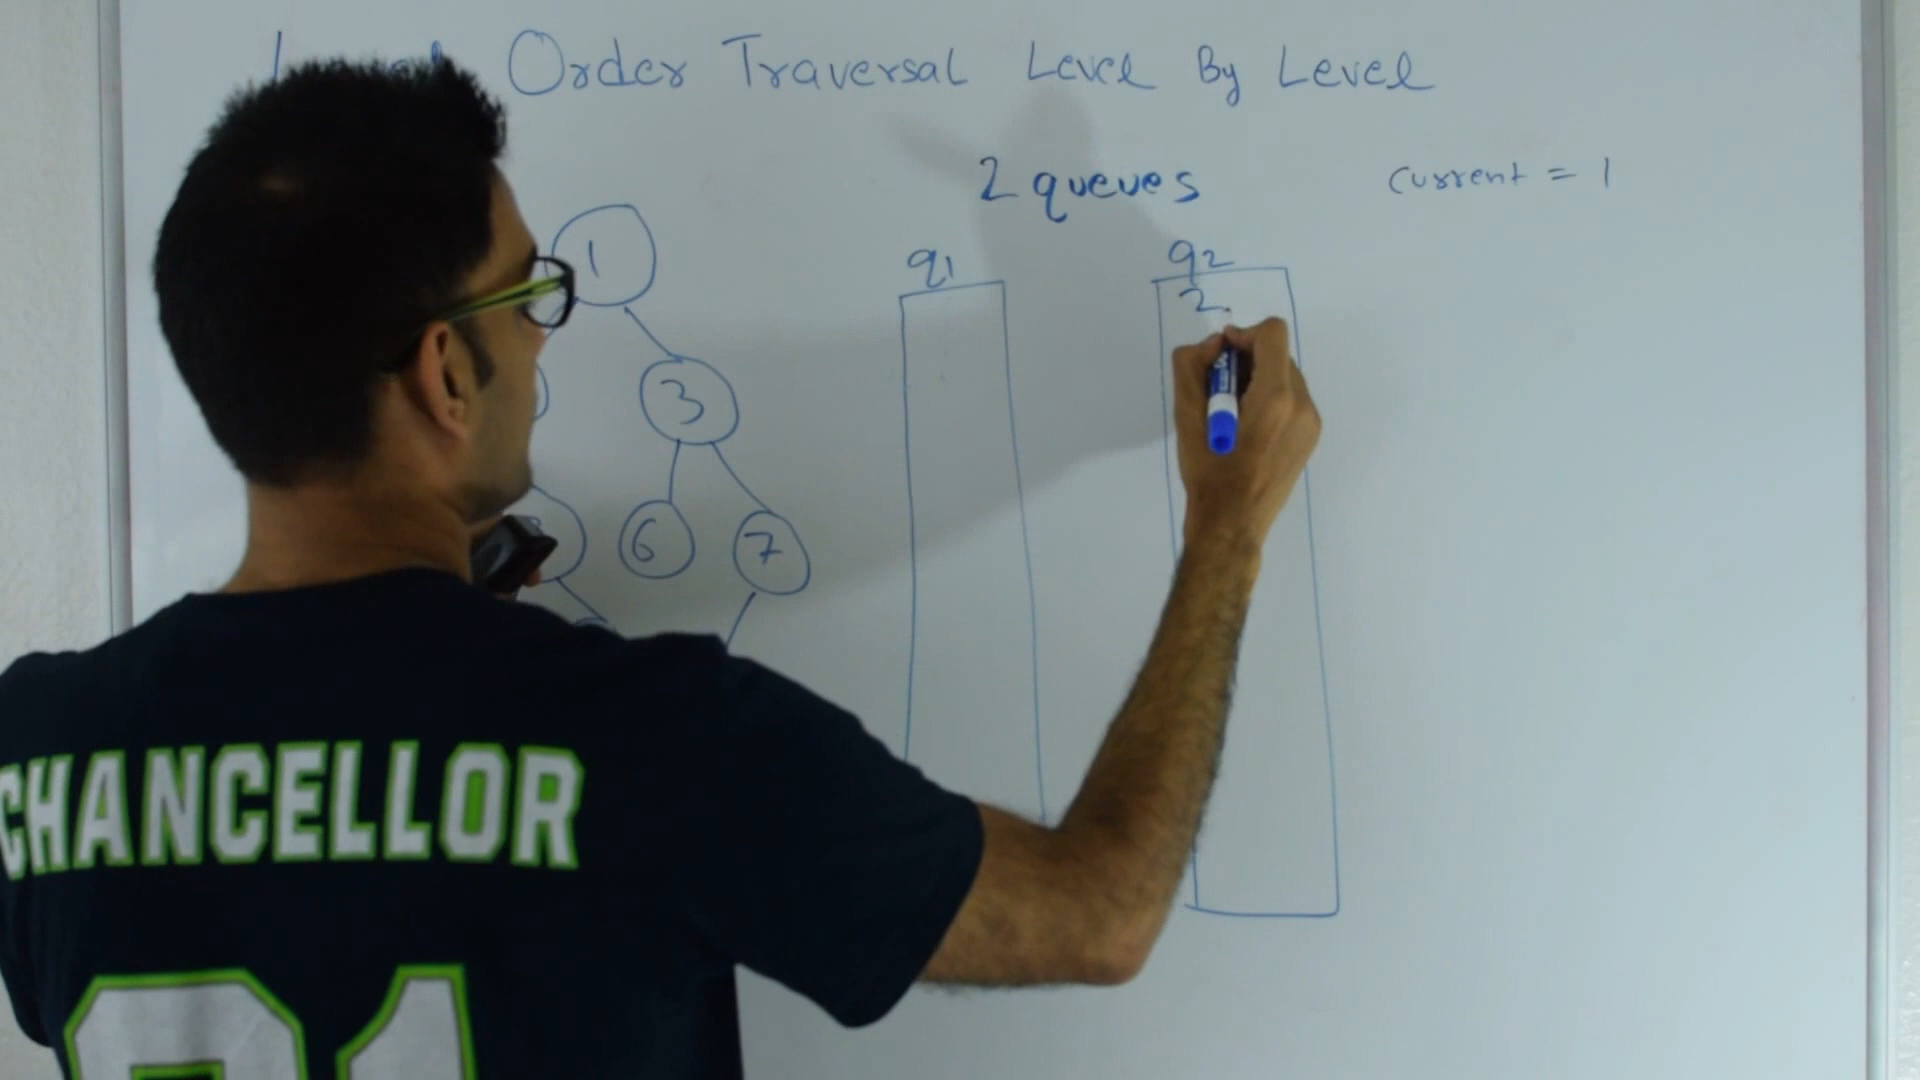 Order Traversal Level By Level
2 queues
current = 1
q1
q2
2
1
3
6
7
CHANCELLOR